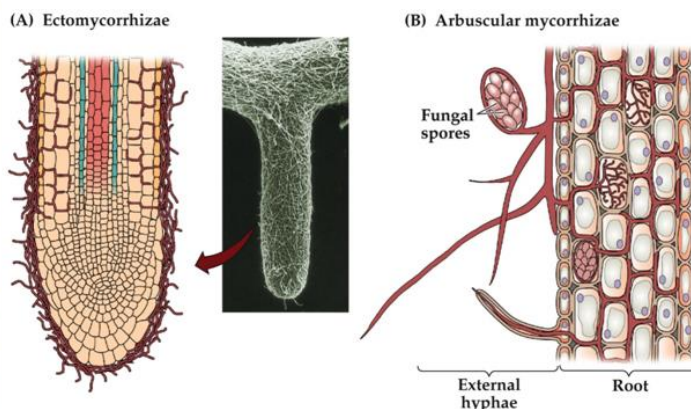 (A) Ectomycorrhizae
(B) Arbuscular mycorrhizae
Fungal
spores
External
hyphae
Root